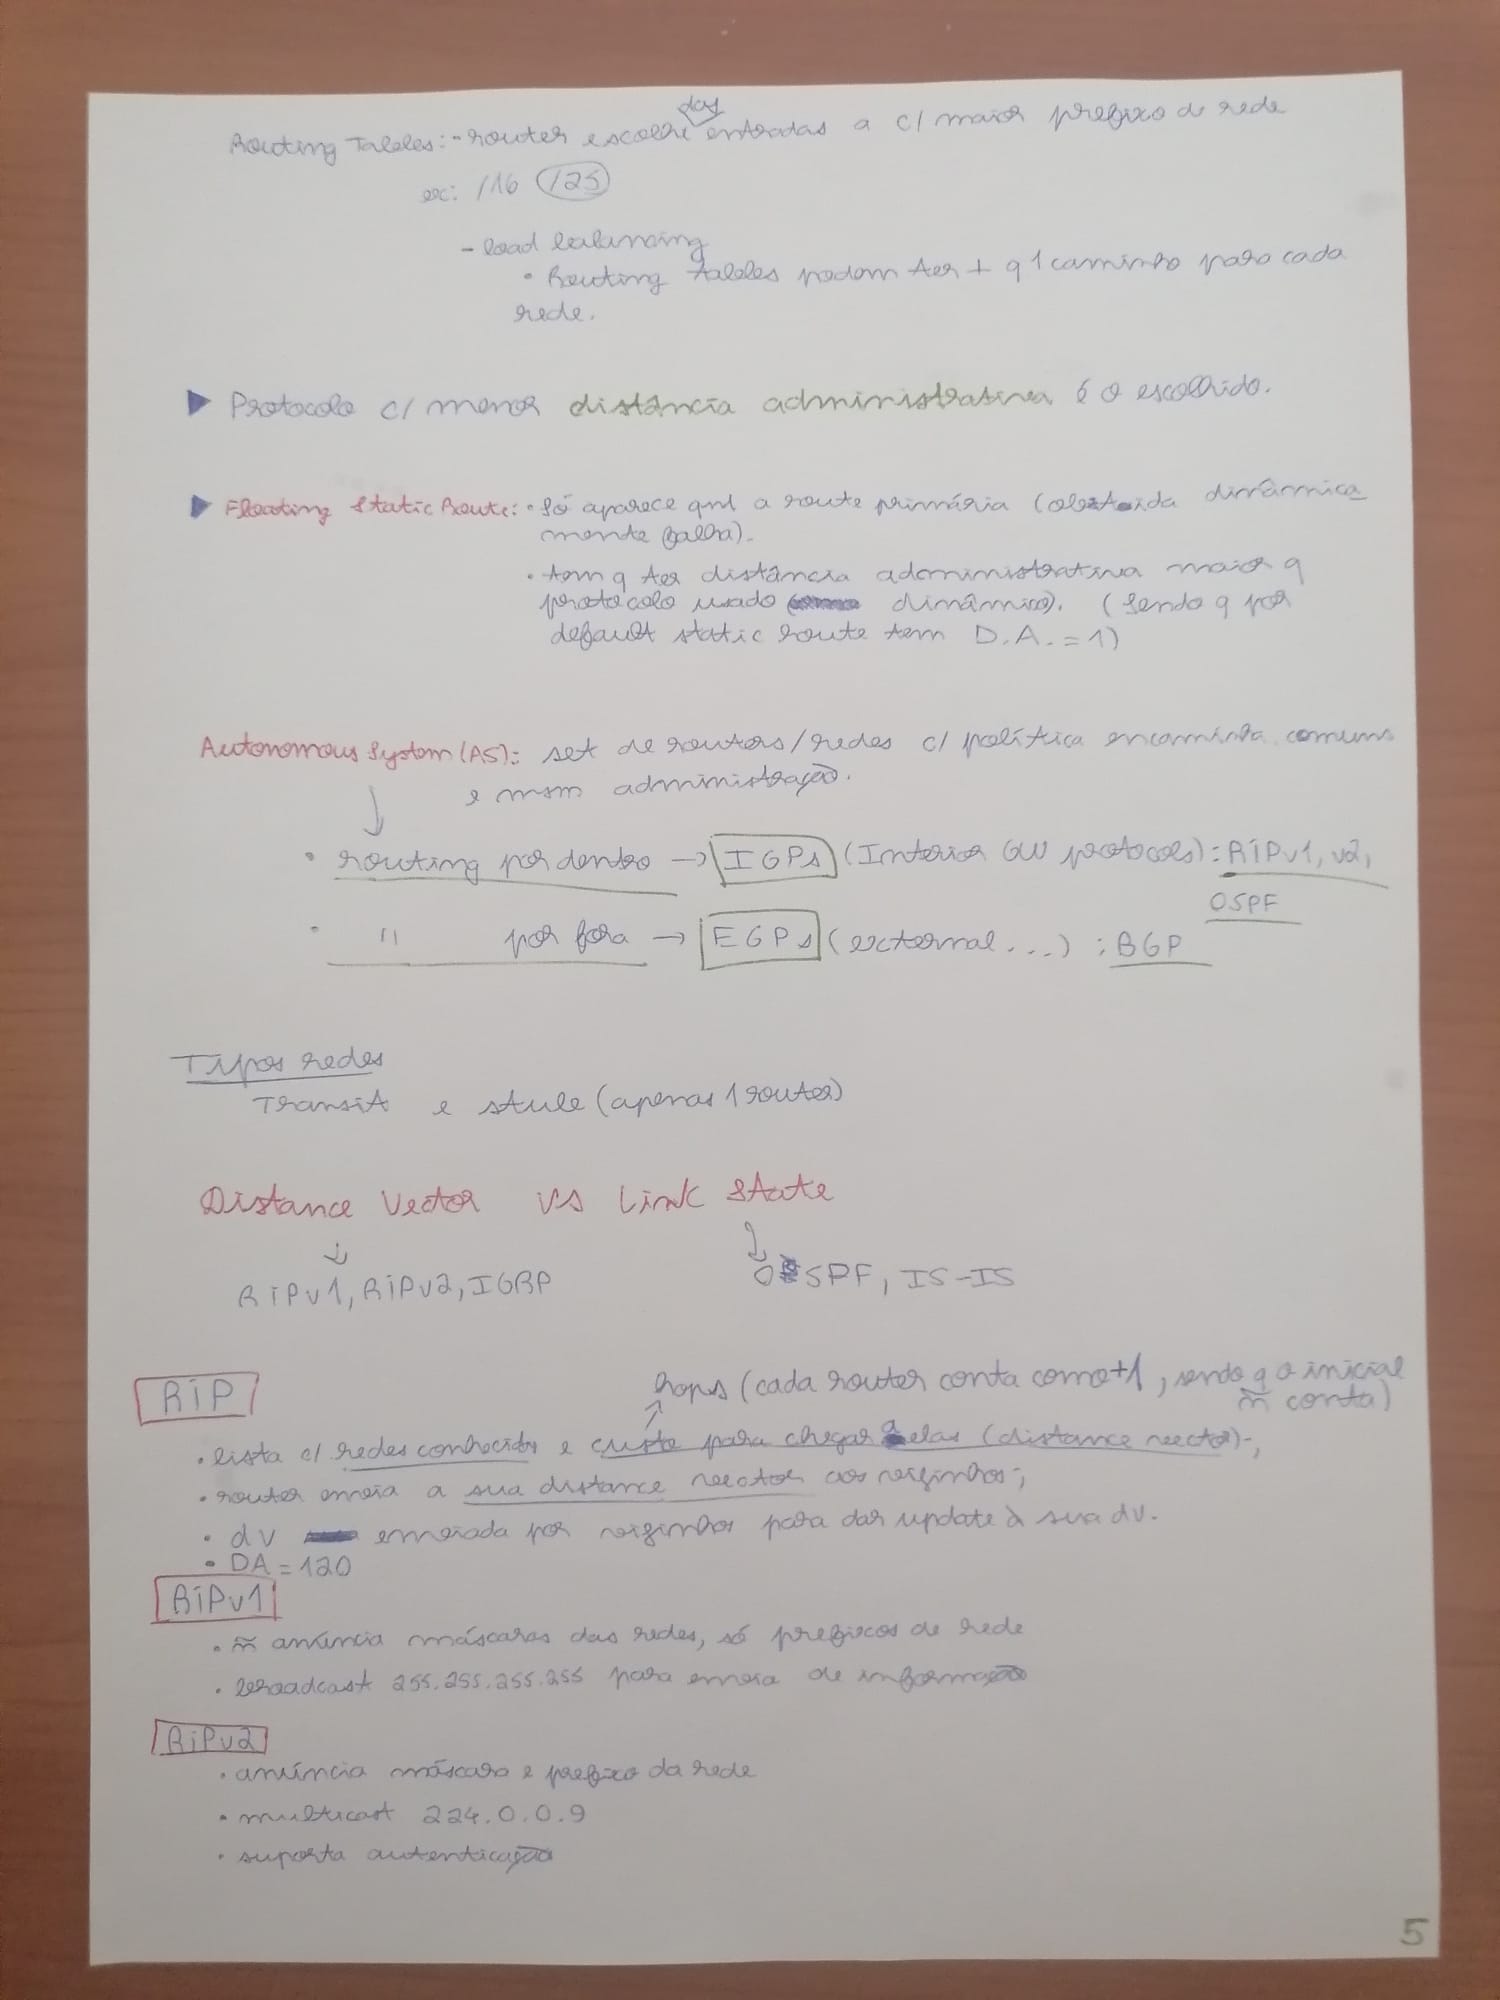 das
Routing Tables: - router escolhe entradas a c/ maior prefixo de rede
ex: /16 /25
- load balancing
• Routing tables podem ter + q 1 caminho para cada
rede.
▶ Protocolo c/ menor distância administrativa é o escolhido.
▶ Floating Static Route: • Só aparece qnd a route primária (obtida dinâmica
mente falha).
• tem q ter distância administrativa maior q
protocolo usado dinâmico). (Sendo q por
default static route tem D.A. = 1)
Autonomous System (AS): set de routers/redes c/ política encaminha. comuns
e msm administração.
• routing por dentro → IGPs (Interior GW protocols): RIPv1, v2,
OSPF
• " por fora → EGPs (external ...) : BGP
Tipos redes
Transit e stub (apenas 1 router)
Distance Vector vs Link State
RIPv1, RIPv2, IGRP
OSPF, IS-IS
hops (cada router conta como +1, sendo q o inicial
ñ conta)
RIP
• lista c/ redes conhecidas e custo para chegar a elas (distance vector);
• router envia a sua distance vector aos vizinhos;
• dv enviada por vizinhos para dar update à sua dv.
• DA = 120
RIPv1
• ñ anúncia máscaras das redes, só prefixos de rede
• broadcast 255.255.255.255 para envia de informação
RIPv2
• anúncia máscara e prefixo da rede
• multicast 224.0.0.9
• suporta autenticação
5